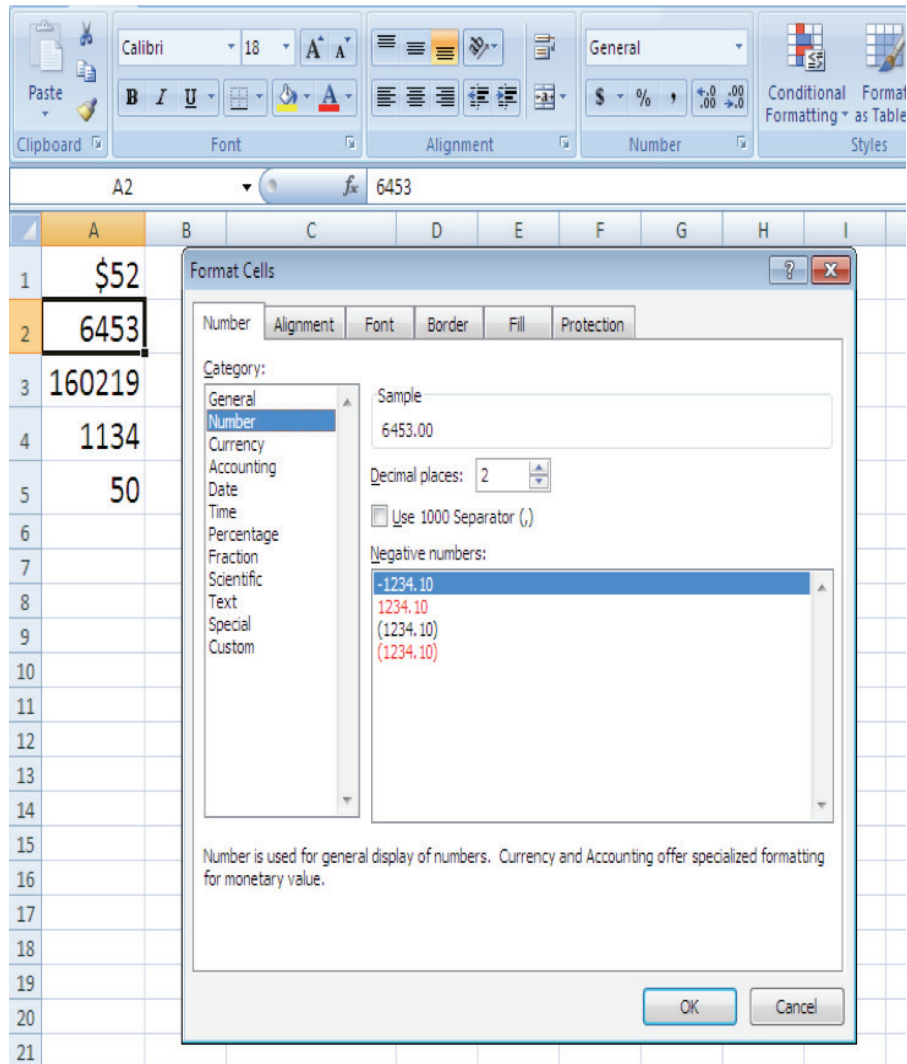 Calibri 18 A A General
Paste B I U A $ % , .0 .00 .00 .0 Conditional Format
Formatting as Table
Clipboard Font Alignment Number Styles
A2 fx 6453
A B C D E F G H I
1 $52
2 6453
3 160219
4 1134
5 50
6
7
8
9
10
11
12
13
14
15
16
17
18
19
20
21
Format Cells ?
Number Alignment Font Border Fill Protection
Category:
General
Number
Currency
Accounting
Date
Time
Percentage
Fraction
Scientific
Text
Special
Custom
Sample
6453.00
Decimal places: 2
Use 1000 Separator (,)
Negative numbers:
-1234.10
1234.10
(1234.10)
(1234.10)
Number is used for general display of numbers. Currency and Accounting offer specialized formatting
for monetary value.
OK Cancel